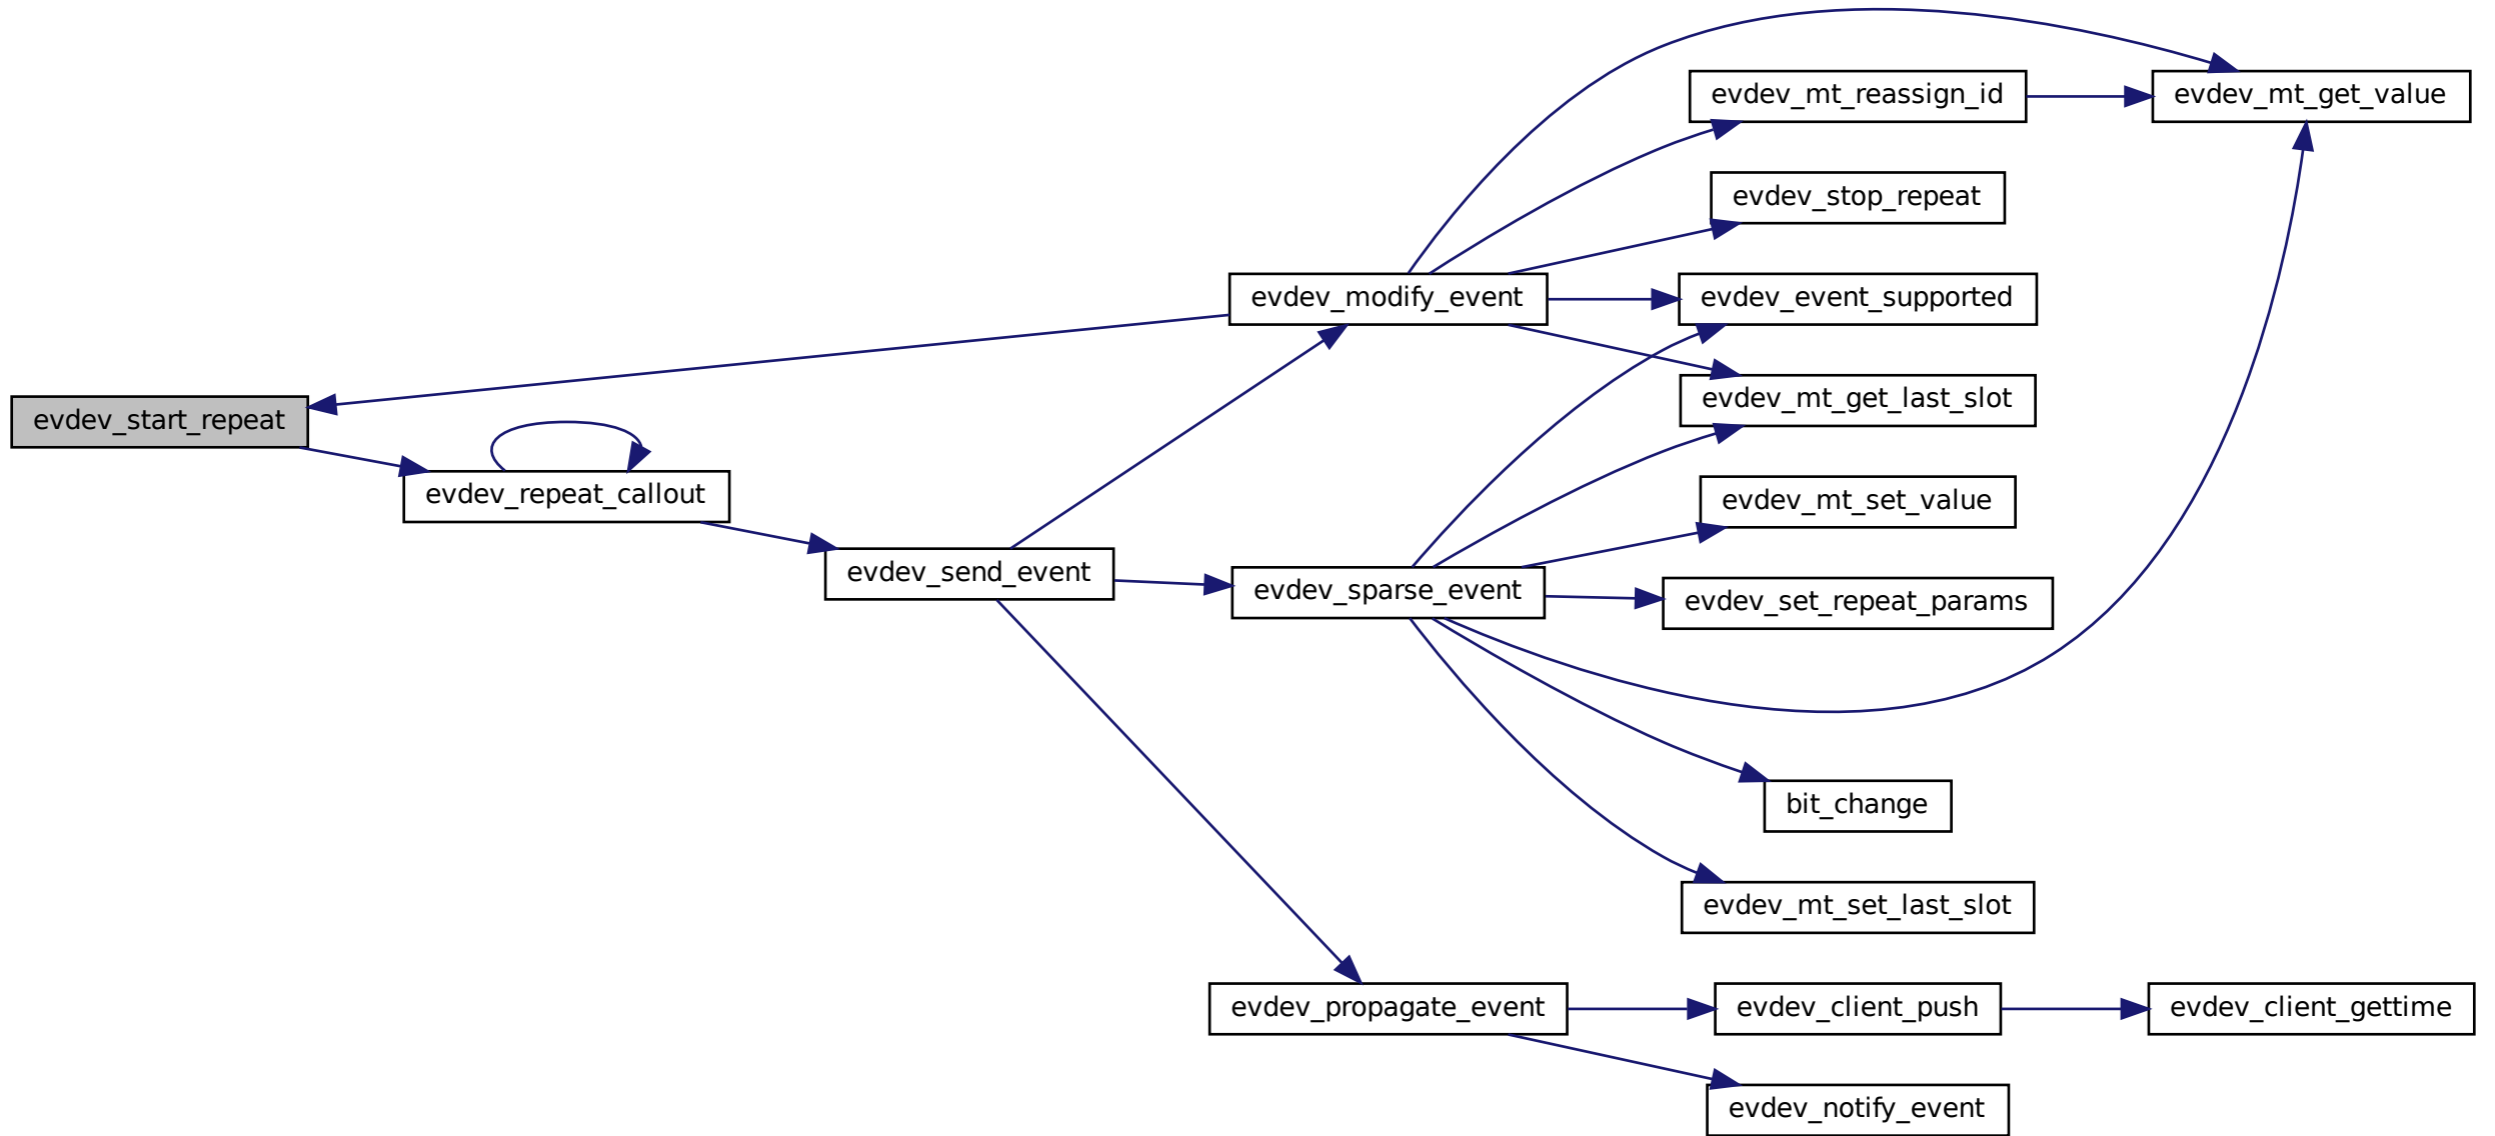 evdev_start_repeat
evdev_repeat_callout
evdev_send_event
evdev_modify_event
evdev_sparse_event
evdev_propagate_event
evdev_mt_reassign_id
evdev_mt_get_value
evdev_stop_repeat
evdev_event_supported
evdev_mt_get_last_slot
evdev_mt_set_value
evdev_set_repeat_params
bit_change
evdev_mt_set_last_slot
evdev_client_push
evdev_client_gettime
evdev_notify_event